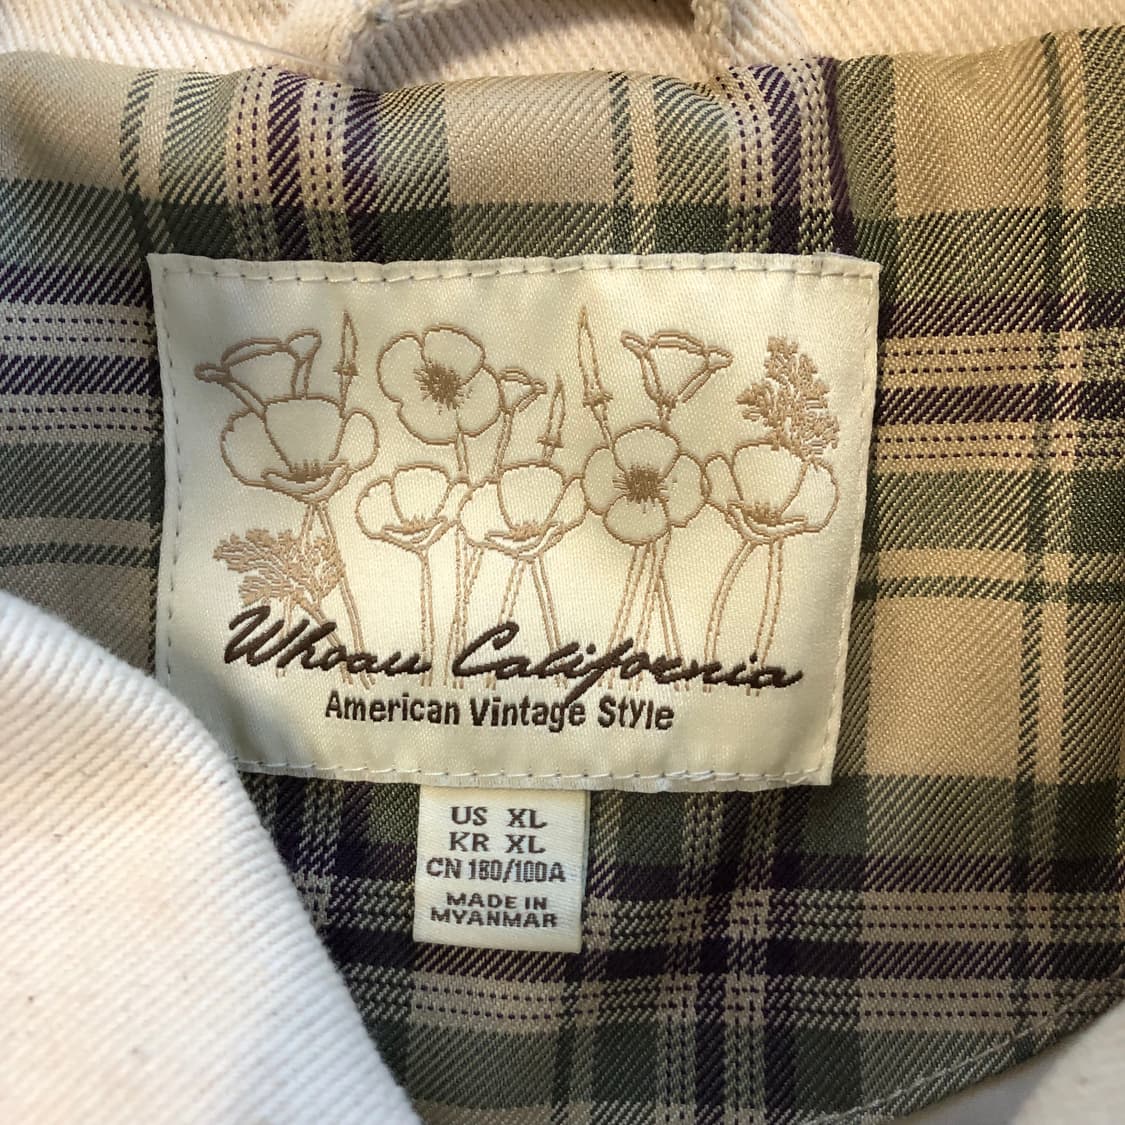 Whoau California
American Vintage Style
US XL
KR XL
CN 180/100A
MADE IN
MYANMAR